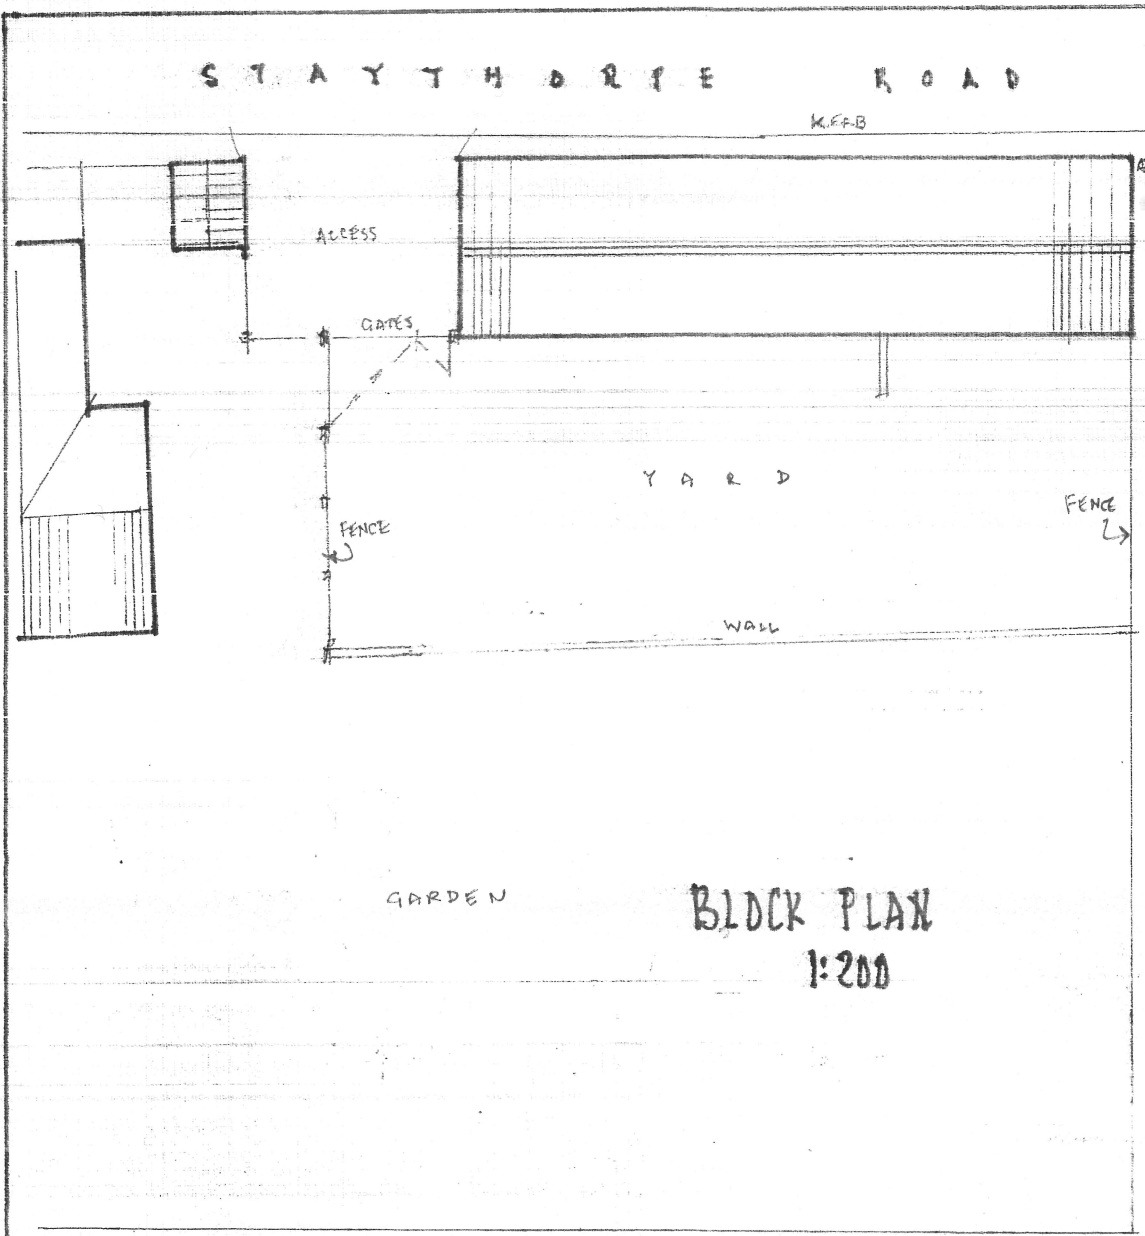 STAYTHORPE ROAD
KERB
ACCESS
GATES
YARD
FENCE
FENCE
WALL
GARDEN
BLOCK PLAN
1:200